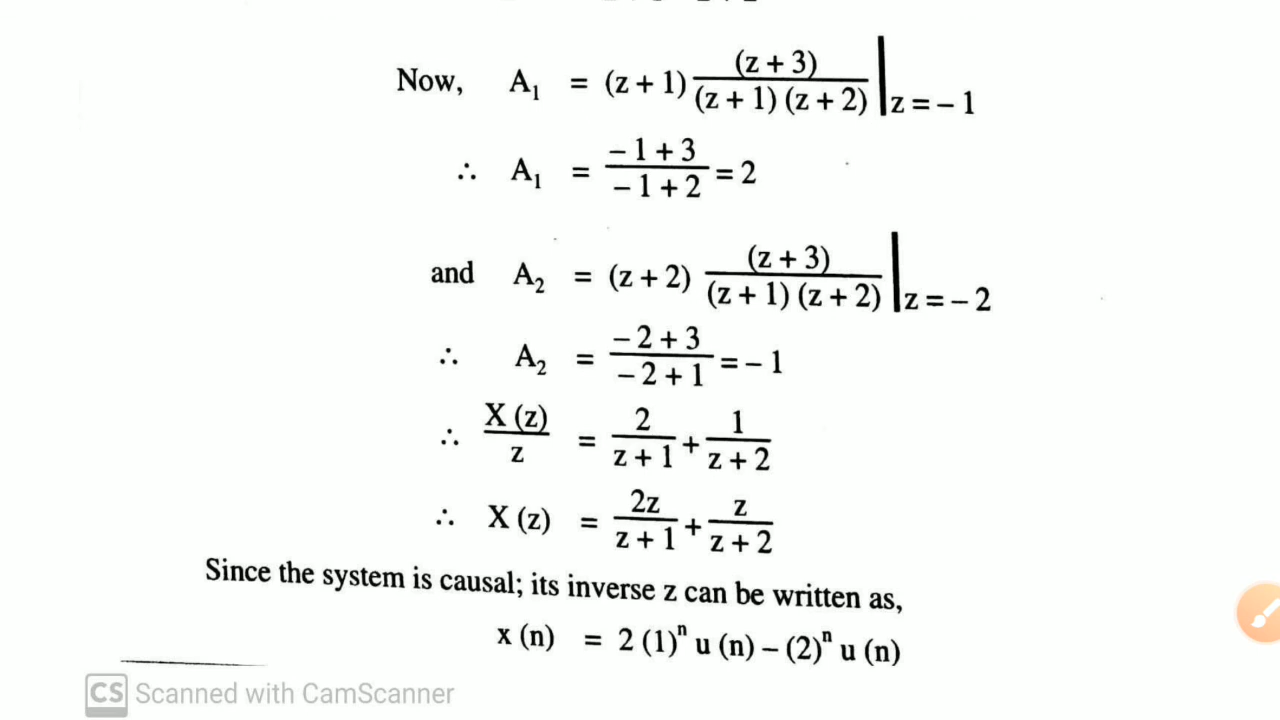 Now, A₁ = (z + 1) (z + 3) / (z + 1) (z + 2) | z = – 1
∴ A₁ = – 1 + 3 / – 1 + 2 = 2
and A₂ = (z + 2) (z + 3) / (z + 1) (z + 2) | z = – 2
∴ A₂ = – 2 + 3 / – 2 + 1 = – 1
∴ X (z) / z = 2 / z + 1 + 1 / z + 2
∴ X (z) = 2z / z + 1 + z / z + 2
Since the system is causal; its inverse z can be written as,
x (n) = 2 (1)ⁿ u (n) – (2)ⁿ u (n)
CS Scanned with CamScanner